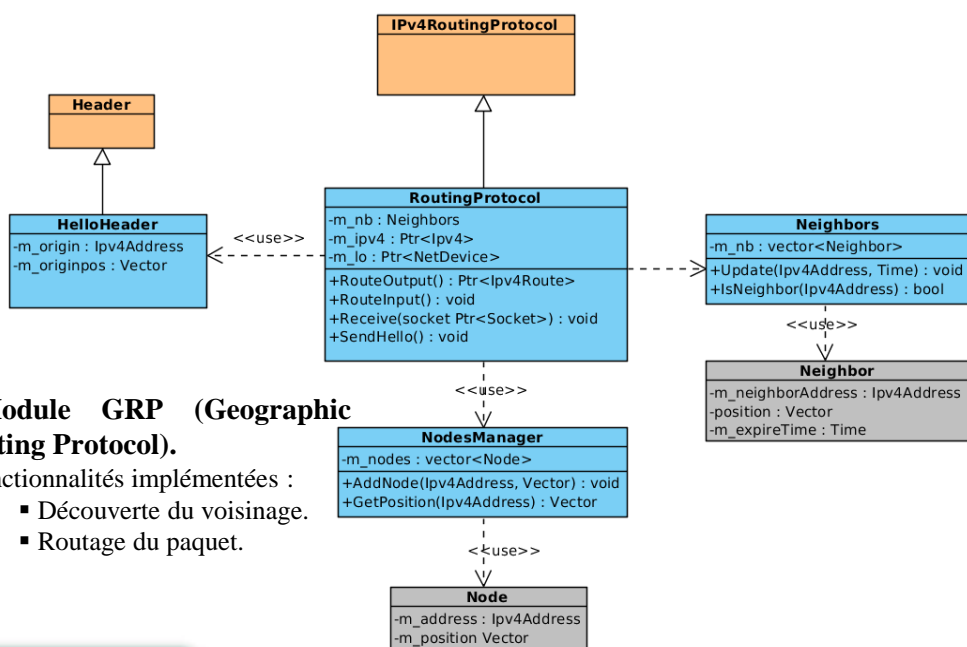 IPv4RoutingProtocol
Header
RoutingProtocol
-m_nb : Neighbors
-m_ipv4 : Ptr<Ipv4>
-m_lo : Ptr<NetDevice>
+RouteOutput() : Ptr<Ipv4Route>
+RouteInput() : void
+Receive(socket Ptr<Socket>) : void
+SendHello() : void
HelloHeader
-m_origin : Ipv4Address
-m_originpos : Vector
<<use>>
Neighbors
-m_nb : vector<Neighbor>
+Update(Ipv4Address, Time) : void
+IsNeighbor(Ipv4Address) : bool
<<use>>
Neighbor
-m_neighborAddress : Ipv4Address
-position : Vector
-m_expireTime : Time
<<use>>
odule GRP (Geographic
ting Protocol).
nctionnalités implémentées :
▪ Découverte du voisinage.
▪ Routage du paquet.
NodesManager
-m_nodes : vector<Node>
+AddNode(Ipv4Address, Vector) : void
+GetPosition(Ipv4Address) : Vector
<<use>>
Node
-m_address : Ipv4Address
-m_position Vector